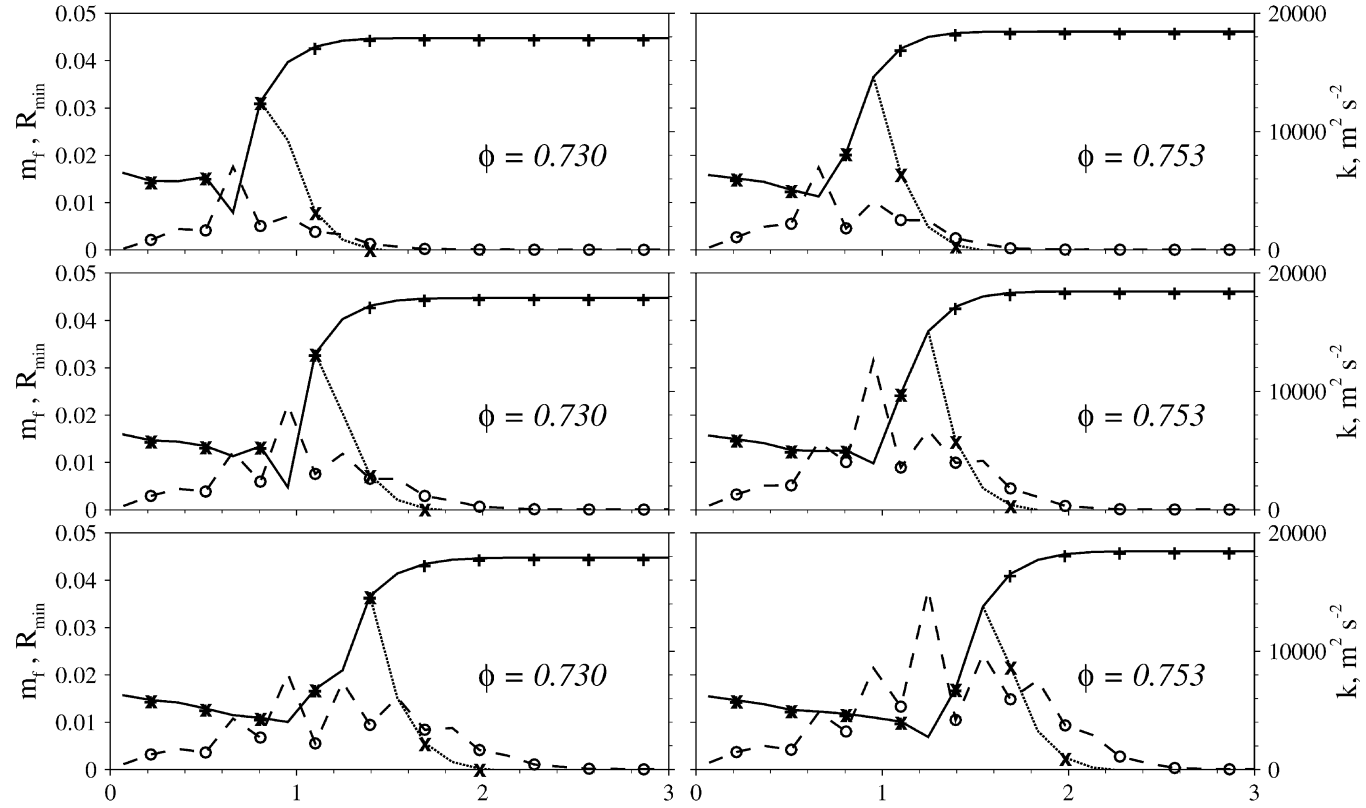 0.05
0.04
0.03
0.02
0.01
0
m_f , R_min
ϕ = 0.730
ϕ = 0.753
20000
10000
0
k, m² s⁻²
0.05
0.04
0.03
0.02
0.01
0
m_f , R_min
ϕ = 0.730
ϕ = 0.753
20000
10000
0
k, m² s⁻²
0.05
0.04
0.03
0.02
0.01
0
m_f , R_min
ϕ = 0.730
ϕ = 0.753
20000
10000
0
k, m² s⁻²
0 1 2 3 0 1 2 3